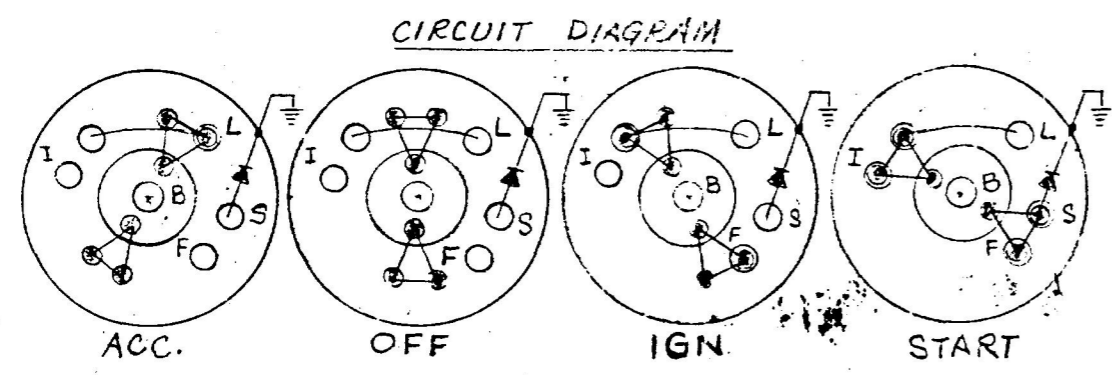 CIRCUIT DIAGRAM
I L B S F
L S F
I L B F S
I L B S F
ACC. OFF IGN. START